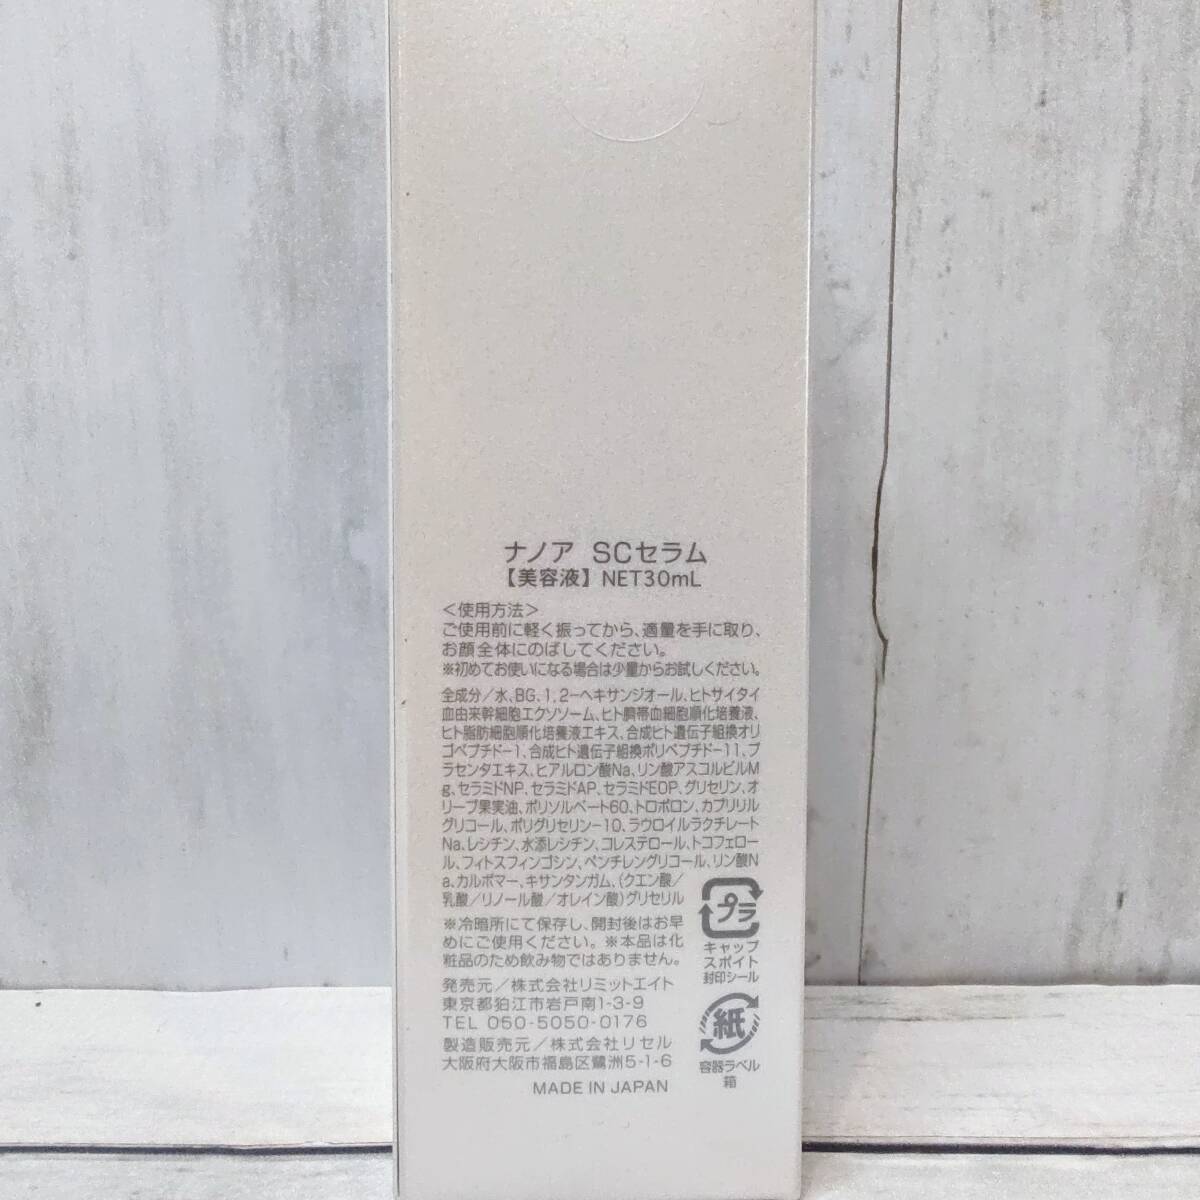 ナノア SCセラム
【美容液】NET30mL
＜使用方法＞
ご使用前に軽く振ってから、適量を手に取り、
お顔全体にのばしてください。
※初めてお使いになる場合は少量からお試しください。
全成分／水、BG、1,2ーヘキサンジオール、ヒトサイタイ
血由来幹細胞エクソソーム、ヒト臍帯血細胞順化培養液、
ヒト脂肪細胞順化培養液エキス、合成ヒト遺伝子組換オリ
ゴペプチドー1、合成ヒト遺伝子組換ポリペプチドー11、プ
ラセンタエキス、ヒアルロン酸Na、リン酸アスコルビルM
g、セラミドNP、セラミドAP、セラミドEOP、グリセリン、オ
リーブ果実油、ポリソルベート60、トロポロン、カプリリル
グリコール、ポリグリセリンー10、ラウロイルラクチレート
Na、レシチン、水添レシチン、コレステロール、トコフェロ
ール、フィトスフィンゴシン、ペンチレングリコール、リン酸N
a、カルボマー、キサンタンガム、（クエン酸／
乳酸／リノール酸／オレイン酸）グリセリル
※冷暗所にて保存し、開封後はお早
めにご使用ください。※本品は化
粧品のため飲み物ではありません。
発売元／株式会社リミットエイト
東京都狛江市岩戸南1-3-9
TEL 050-5050-0176
製造販売元／株式会社リセル
大阪府大阪市福島区鷺洲5-1-6
MADE IN JAPAN
プラ
キャップ
スポイト
封印シール
紙
容器ラベル
箱